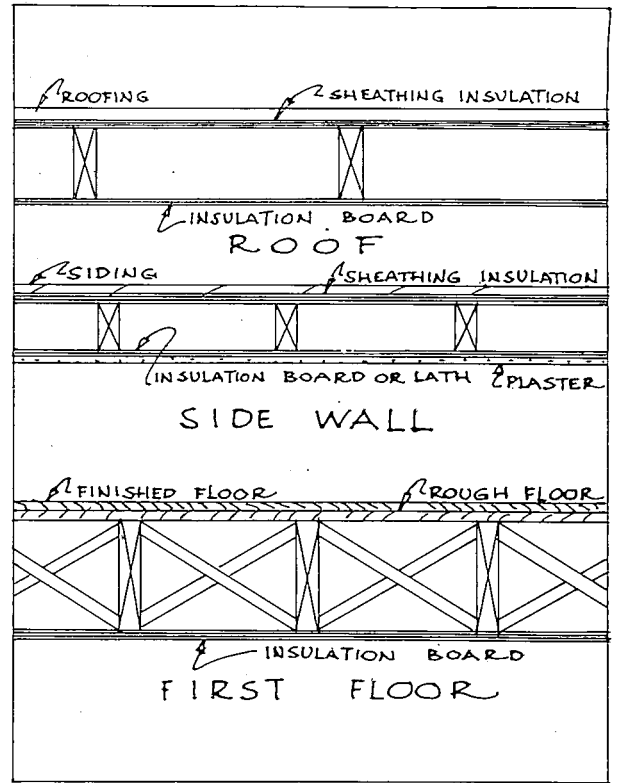 ROOFING SHEATHING INSULATION
INSULATION BOARD
ROOF
SIDING SHEATHING INSULATION
INSULATION BOARD OR LATH PLASTER
SIDE WALL
FINISHED FLOOR ROUGH FLOOR
INSULATION BOARD
FIRST FLOOR